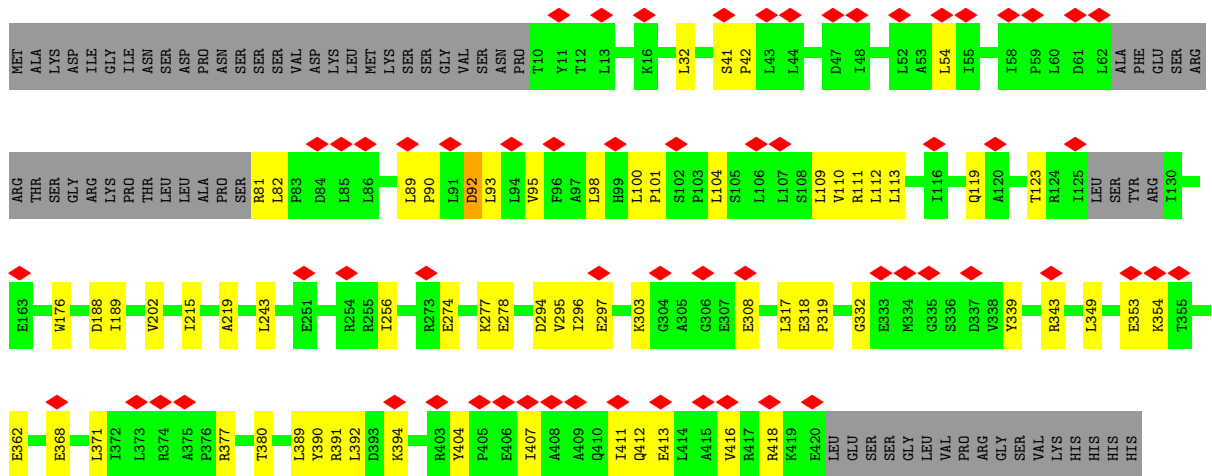 MET ALA LYS ASP ILE GLY ILE ASN SER ASP PRO ASN SER SER SER VAL ASP LYS LEU MET LYS SER SER GLY VAL SER ASN PRO T10 Y11 T12 L13 K16 L32 S41 P42 L43 L44 D47 I48 L52 A53 L54 I55 I58 P59 L60 D61 L62 ALA PHE GLU SER ARG
ARG THR SER GLY ARG LYS PRO THR LEU LEU ALA PRO SER R81 L82 P83 D84 L85 L86 L89 P90 L91 D92 L93 L94 V95 F96 A97 L98 H99 L100 P101 S102 P103 L104 S105 L106 L107 S108 L109 V110 R111 L112 L113 I116 Q119 A120 T123 R124 I125 LEU SER TYR ARG I130
E163 W176 D188 I189 V202 I215 A219 L243 E251 R254 R255 I256 R273 E274 K277 E278 D294 V295 I296 E297 K303 G304 A305 G306 E307 E308 L317 E318 P319 G332 E333 M334 G335 S336 D337 V338 Y339 R343 L349 E353 K354 T355
E362 E368 L371 I372 L373 R374 A375 P376 R377 T380 L389 Y390 R391 L392 D393 K394 R403 Y404 P405 E406 I407 A408 A409 Q410 I411 Q412 E413 L414 A415 V416 R417 R418 K419 E420 LEU GLU SER SER GLY LEU VAL PRO ARG GLY SER VAL LYS HIS HIS HIS HIS HIS